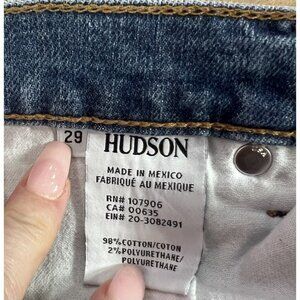 29
HUDSON
MADE IN MEXICO
FABRIQUÉ AU MEXIQUE
RN# 107906
CA# 00635
EIN# 20-3082491
98% COTTON/COTON
2% POLYURETHANE/
POLYURETHANE